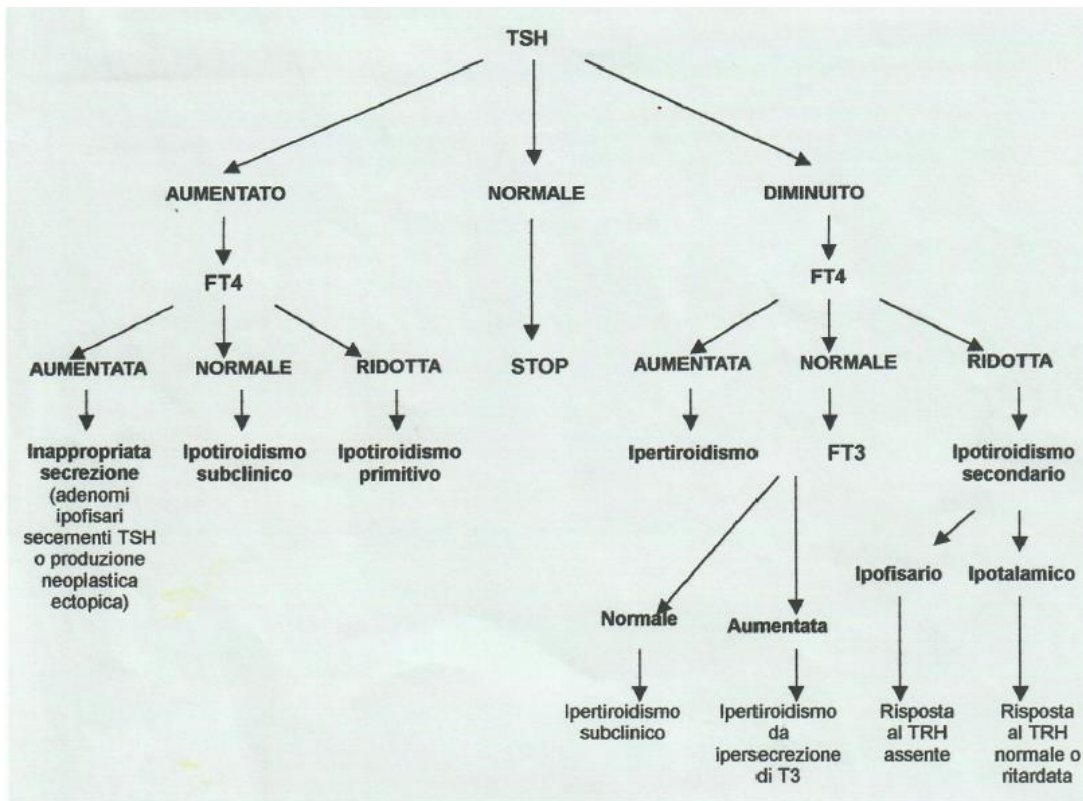 TSH
AUMENTATO NORMALE DIMINUITO
FT4 FT4
AUMENTATA NORMALE RIDOTTA STOP AUMENTATA NORMALE RIDOTTA
Inappropriata
secrezione
(adenomi
ipofisari
secernenti TSH
o produzione
neoplastica
ectopica)
Ipotiroidismo
subclinico
Ipotiroidismo
primitivo
Ipertiroidismo
FT3
Ipotiroidismo
secondario
Ipofisario Ipotalamico
Normale Aumentata
Ipertiroidismo
subclinico
Ipertiroidismo
da
ipersecrezione
di T3
Risposta
al TRH
assente
Risposta
al TRH
normale o
ritardata